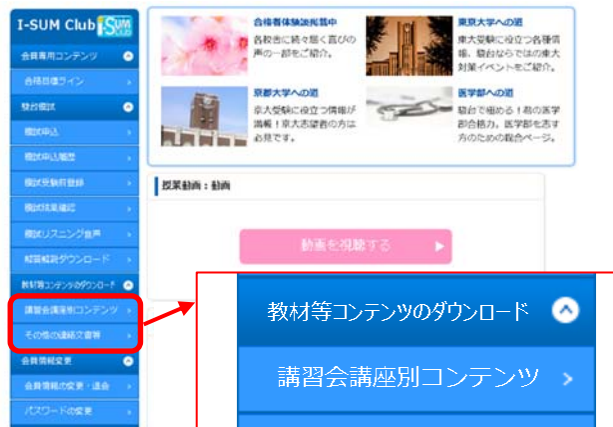 I-SUM Club I-SUM Club
会員専用コンテンツ
合格目標ライン
駿台模試
模試申込
模試申込履歴
模試受験前登録
模試成績確認
模試リスニング音声
解答解説ダウンロード
教材等コンテンツのダウンロード
講習会講座別コンテンツ
その他の連絡文書等
会員情報変更
会員情報の変更・退会
パスワードの変更
合格者体験談掲載中
各校舎に続々届く喜びの
声の一部をご紹介。
東京大学への道
東大受験に役立つ各種情
報、駿台ならではの東大
対策イベントをご紹介。
京都大学への道
京大受験に役立つ情報が
満載！京大志望者の方は
必見です。
医学部への道
駿台で極める！君の医学
部合格力。医学部を志す
方のための総合ページ。
授業動画：動画
動画を視聴する
教材等コンテンツのダウンロード
講習会講座別コンテンツ